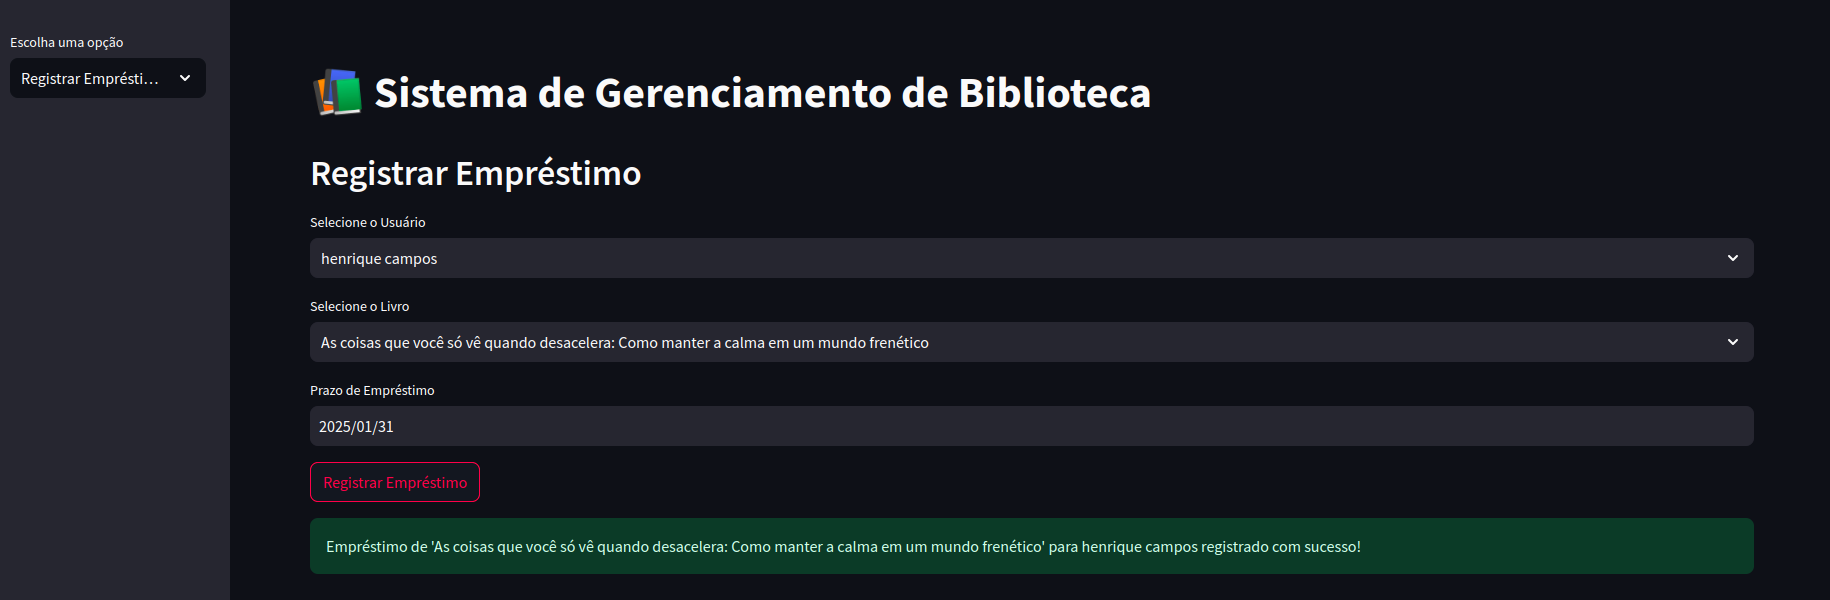 Escolha uma opção
Registrar Emprésti...
Sistema de Gerenciamento de Biblioteca
Registrar Empréstimo
Selecione o Usuário
henrique campos
Selecione o Livro
As coisas que você só vê quando desacelera: Como manter a calma em um mundo frenético
Prazo de Empréstimo
2025/01/31
Registrar Empréstimo
Empréstimo de 'As coisas que você só vê quando desacelera: Como manter a calma em um mundo frenético' para henrique campos registrado com sucesso!